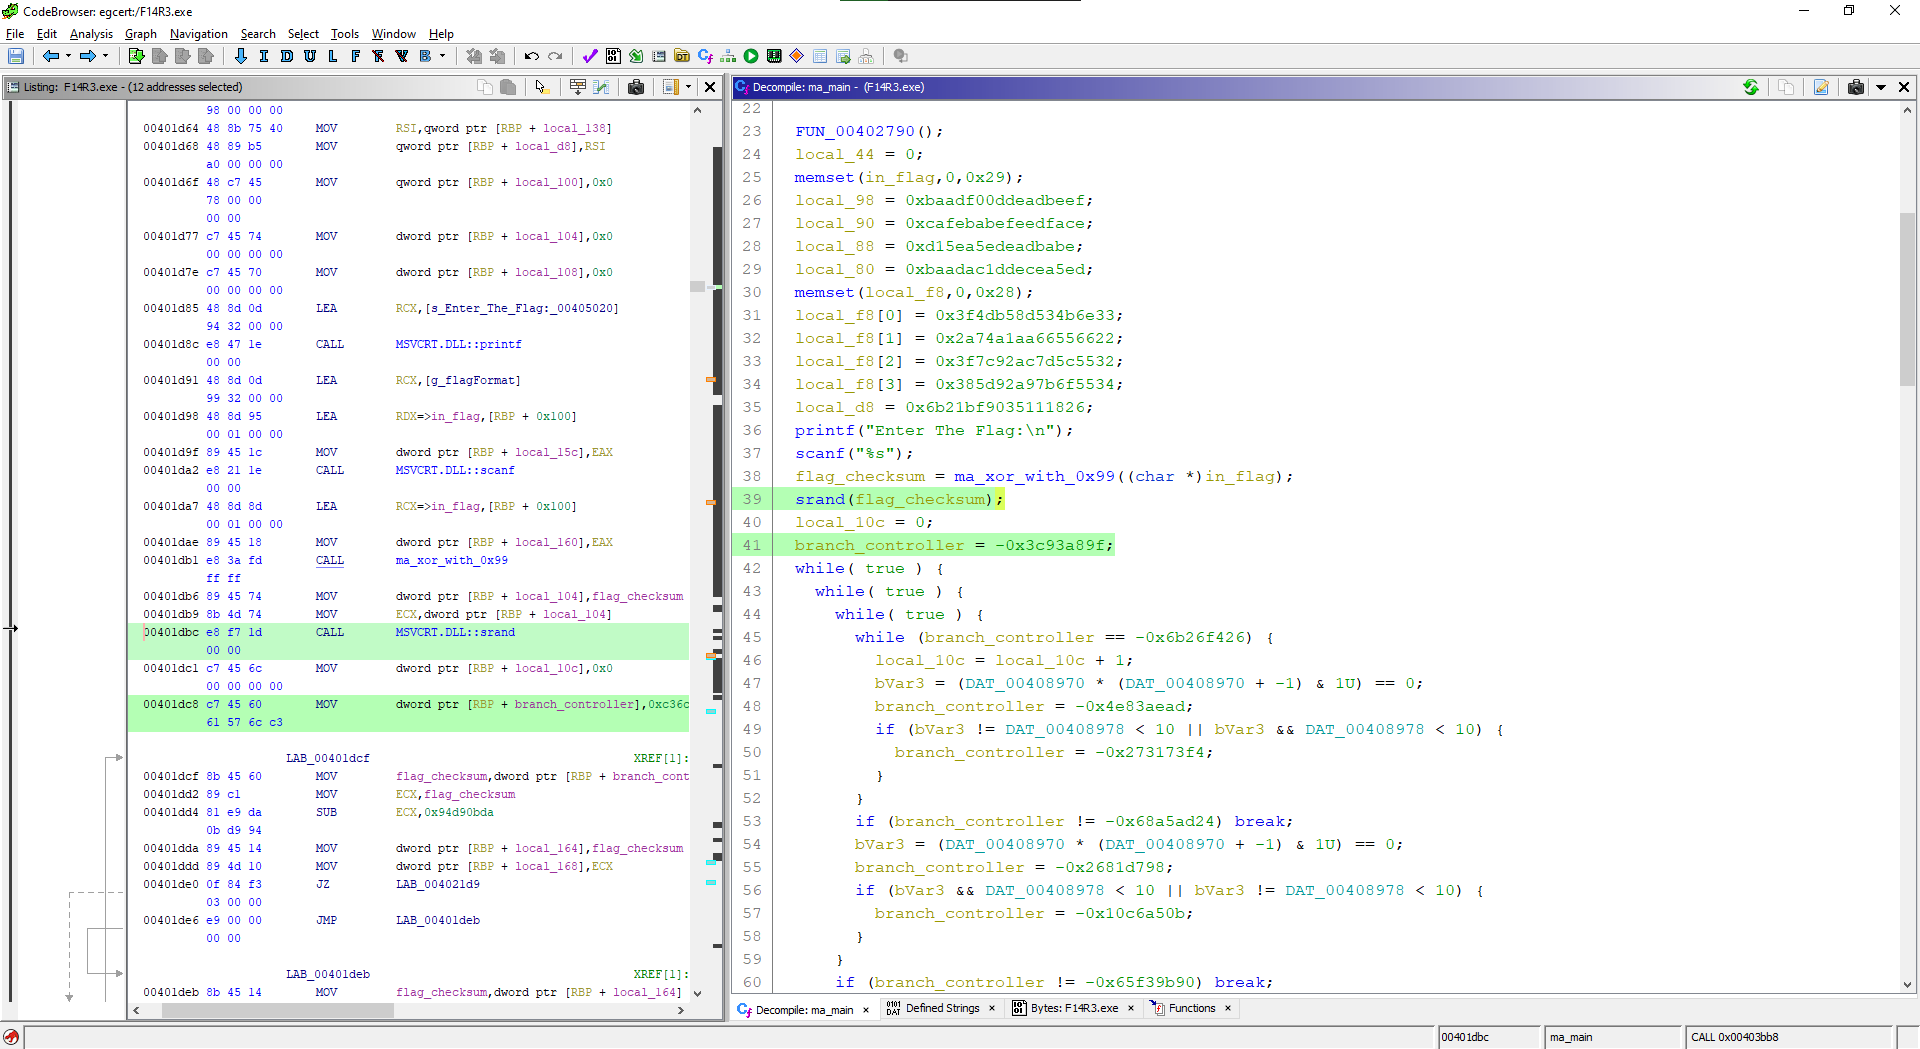 CodeBrowser: egcert:/F14R3.exe
File Edit Analysis Graph Navigation Search Select Tools Window Help
I D U L F B
Listing: F14R3.exe - (12 addresses selected)
98 00 00 00
00401d64 48 8b 75 40 MOV RSI,qword ptr [RBP + local_138]
00401d68 48 89 b5 MOV qword ptr [RBP + local_d8],RSI
a0 00 00 00
00401d6f 48 c7 45 MOV qword ptr [RBP + local_100],0x0
78 00 00
00 00
00401d77 c7 45 74 MOV dword ptr [RBP + local_104],0x0
00 00 00 00
00401d7e c7 45 70 MOV dword ptr [RBP + local_108],0x0
00 00 00 00
00401d85 48 8d 0d LEA RCX,[s_Enter_The_Flag:_00405020]
94 32 00 00
00401d8c e8 47 1e CALL MSVCRT.DLL::printf
00 00
00401d91 48 8d 0d LEA RCX,[g_flagFormat]
99 32 00 00
00401d98 48 8d 95 LEA RDX=>in_flag,[RBP + 0x100]
00 01 00 00
00401d9f 89 45 1c MOV dword ptr [RBP + local_15c],EAX
00401da2 e8 21 1e CALL MSVCRT.DLL::scanf
00 00
00401da7 48 8d 8d LEA RCX=>in_flag,[RBP + 0x100]
00 01 00 00
00401dae 89 45 18 MOV dword ptr [RBP + local_160],EAX
00401db1 e8 3a fd CALL ma_xor_with_0x99
ff ff
00401db6 89 45 74 MOV dword ptr [RBP + local_104],flag_checksum
00401db9 8b 4d 74 MOV ECX,dword ptr [RBP + local_104]
00401dbc e8 f7 1d CALL MSVCRT.DLL::srand
00 00
00401dc1 c7 45 6c MOV dword ptr [RBP + local_10c],0x0
00 00 00 00
00401dc8 c7 45 60 MOV dword ptr [RBP + branch_controller],0xc36c
61 57 6c c3
LAB_00401dcf XREF[1]:
00401dcf 8b 45 60 MOV flag_checksum,dword ptr [RBP + branch_cont
00401dd2 89 c1 MOV ECX,flag_checksum
00401dd4 81 e9 da SUB ECX,0x94d90bda
0b d9 94
00401dda 89 45 14 MOV dword ptr [RBP + local_164],flag_checksum
00401ddd 89 4d 10 MOV dword ptr [RBP + local_168],ECX
00401de0 0f 84 f3 JZ LAB_004021d9
03 00 00
00401de6 e9 00 00 JMP LAB_00401deb
00 00
LAB_00401deb XREF[1]:
00401deb 8b 45 14 MOV flag_checksum,dword ptr [RBP + local_164]
Decompile: ma_main - (F14R3.exe)
22
23 FUN_00402790();
24 local_44 = 0;
25 memset(in_flag,0,0x29);
26 local_98 = 0xbaadf00ddeadbeef;
27 local_90 = 0xcafebabefeedface;
28 local_88 = 0xd15ea5edeadbabe;
29 local_80 = 0xbaadac1ddecea5ed;
30 memset(local_f8,0,0x28);
31 local_f8[0] = 0x3f4db58d534b6e33;
32 local_f8[1] = 0x2a74a1aa66556622;
33 local_f8[2] = 0x3f7c92ac7d5c5532;
34 local_f8[3] = 0x385d92a97b6f5534;
35 local_d8 = 0x6b21bf9035111826;
36 printf("Enter The Flag:\n");
37 scanf("%s");
38 flag_checksum = ma_xor_with_0x99((char *)in_flag);
39 srand(flag_checksum);
40 local_10c = 0;
41 branch_controller = -0x3c93a89f;
42 while( true ) {
43 while( true ) {
44 while( true ) {
45 while (branch_controller == -0x6b26f426) {
46 local_10c = local_10c + 1;
47 bVar3 = (DAT_00408970 * (DAT_00408970 + -1) & 1U) == 0;
48 branch_controller = -0x4e83aead;
49 if (bVar3 != DAT_00408978 < 10 || bVar3 && DAT_00408978 < 10) {
50 branch_controller = -0x273173f4;
51 }
52 }
53 if (branch_controller != -0x68a5ad24) break;
54 bVar3 = (DAT_00408970 * (DAT_00408970 + -1) & 1U) == 0;
55 branch_controller = -0x2681d798;
56 if (bVar3 && DAT_00408978 < 10 || bVar3 != DAT_00408978 < 10) {
57 branch_controller = -0x10c6a50b;
58 }
59 }
60 if (branch_controller != -0x65f39b90) break;
Decompile: ma_main × Defined Strings × Bytes: F14R3.exe × Functions ×
00401dbc ma_main CALL 0x00403bb8